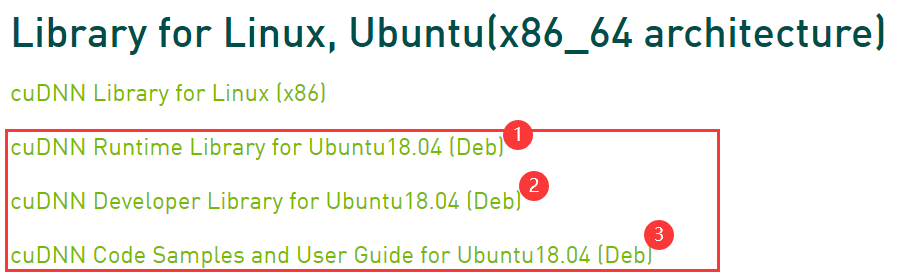 Library for Linux, Ubuntu(x86_64 architecture)
cuDNN Library for Linux (x86)
cuDNN Runtime Library for Ubuntu18.04 (Deb) 1
cuDNN Developer Library for Ubuntu18.04 (Deb) 2
cuDNN Code Samples and User Guide for Ubuntu18.04 (Deb) 3